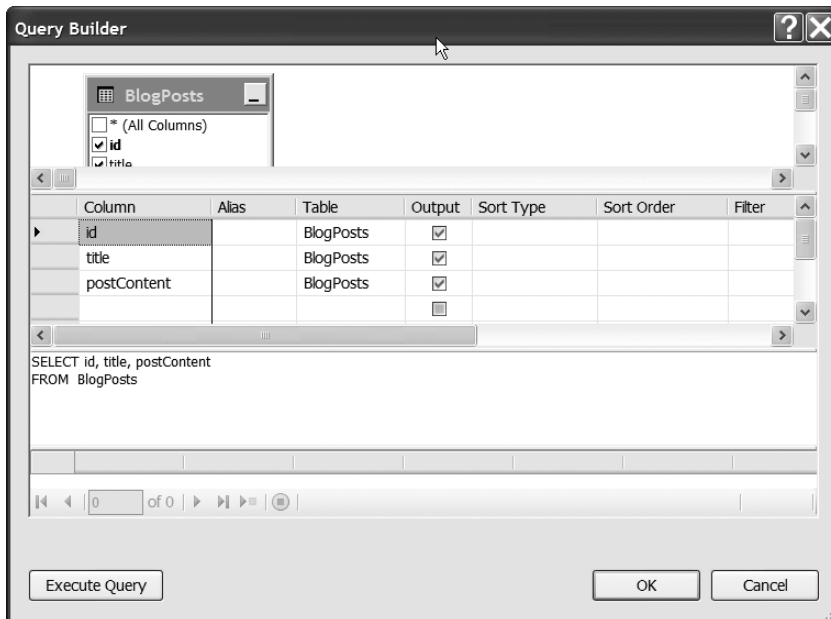 Query Builder
BlogPosts
* (All Columns)
id
title
Column Alias Table Output Sort Type Sort Order Filter
id BlogPosts
title BlogPosts
postContent BlogPosts
SELECT id, title, postContent
FROM BlogPosts
0 of 0
Execute Query OK Cancel